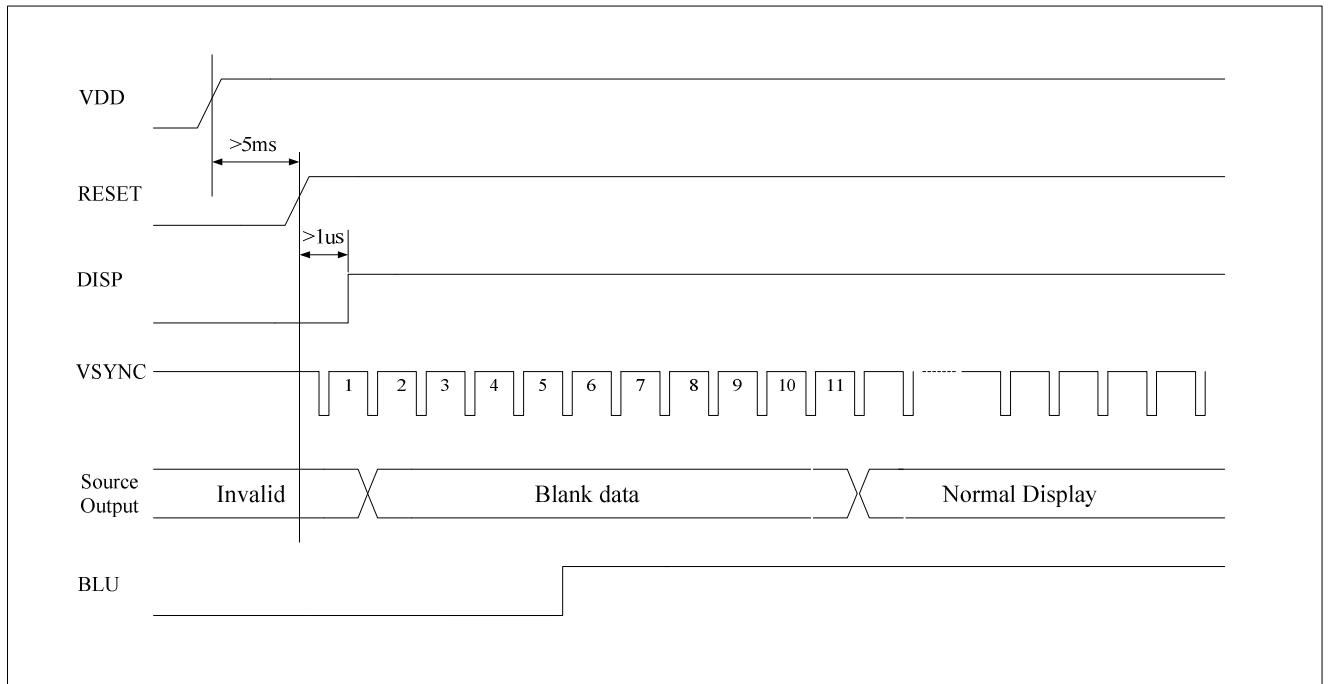 VDD
>5ms
RESET
>1us
DISP
VSYNC
1 2 3 4 5 6 7 8 9 10 11
Source
Output
Invalid
Blank data
Normal Display
BLU